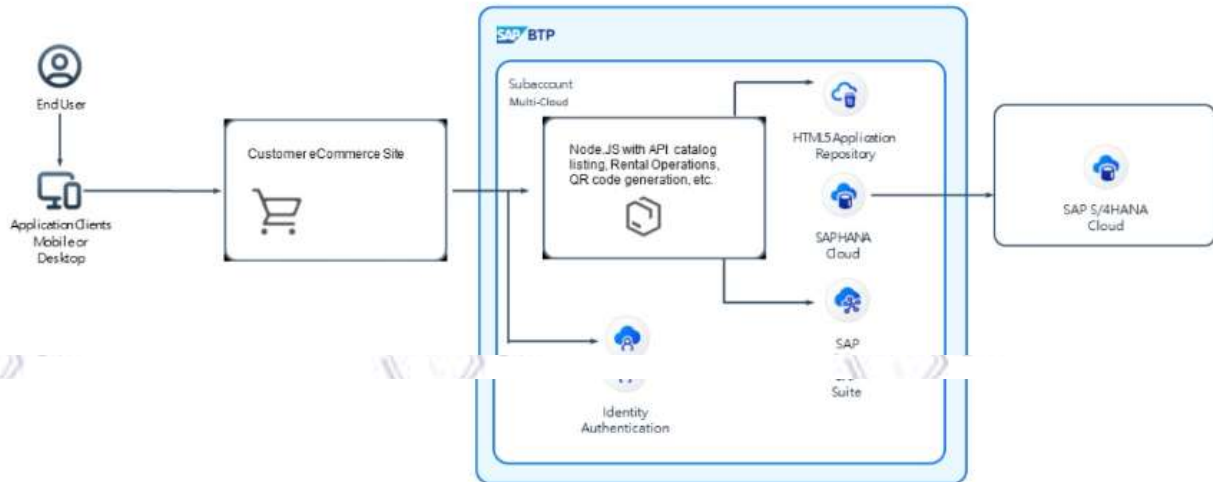 SAP BTP
Subaccount
Multi-Cloud
End User
Application Clients
Mobile or
Desktop
Customer eCommerce Site
Node.JS with API catalog
listing, Rental Operations,
QR code generation, etc.
HTML5 Application
Repository
SAP HANA
Cloud
SAP
Suite
Identity
Authentication
SAP S/4HANA
Cloud